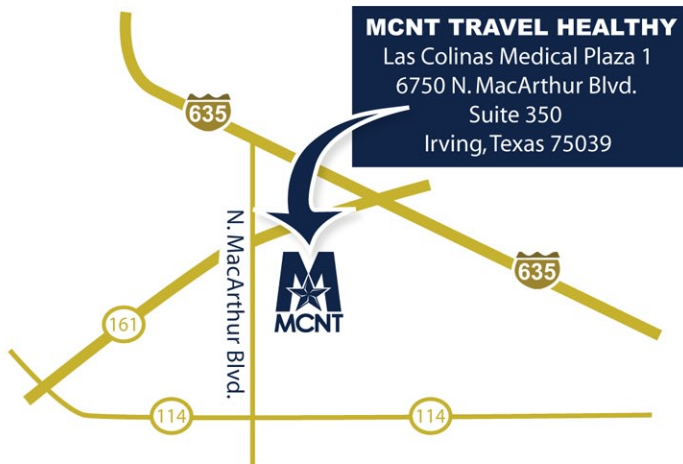 MCNT TRAVEL HEALTHY
Las Colinas Medical Plaza 1
6750 N. MacArthur Blvd.
Suite 350
Irving, Texas 75039
635
635
N. MacArthur Blvd.
MCNT
161
114
114